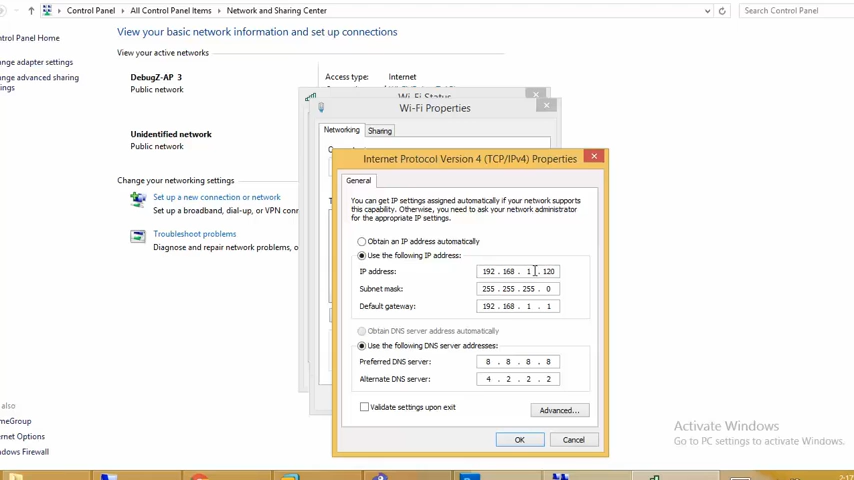 Control Panel  All Control Panel Items  Network and Sharing Center
Search Control Panel
ontrol Panel Home
View your basic network information and set up connections
View your active networks
ange adapter settings
ange advanced sharing
ngs
DebugZ-AP 3
Public network
Access type: Internet
Wi-Fi Status
Wi-Fi Properties
Networking
Sharing
Unidentified network
Public network
Change your networking settings
Set up a new connection or network
Set up a broadband, dial-up, or VPN conn
Troubleshoot problems
Diagnose and repair network problems, or
Internet Protocol Version 4 (TCP/IPv4) Properties
General
You can get IP settings assigned automatically if your network supports
this capability. Otherwise, you need to ask your network administrator
for the appropriate IP settings.
Obtain an IP address automatically
Use the following IP address:
IP address: 192 . 168 . 1 . 120
Subnet mask: 255 . 255 . 255 . 0
Default gateway: 192 . 168 . 1 . 1
Obtain DNS server address automatically
Use the following DNS server addresses:
Preferred DNS server: 8 . 8 . 8 . 8
Alternate DNS server: 4 . 2 . 2 . 2
Validate settings upon exit
Advanced...
OK
Cancel
also
meGroup
ernet Options
ndows Firewall
Activate Windows
Go to PC settings to activate Windows.